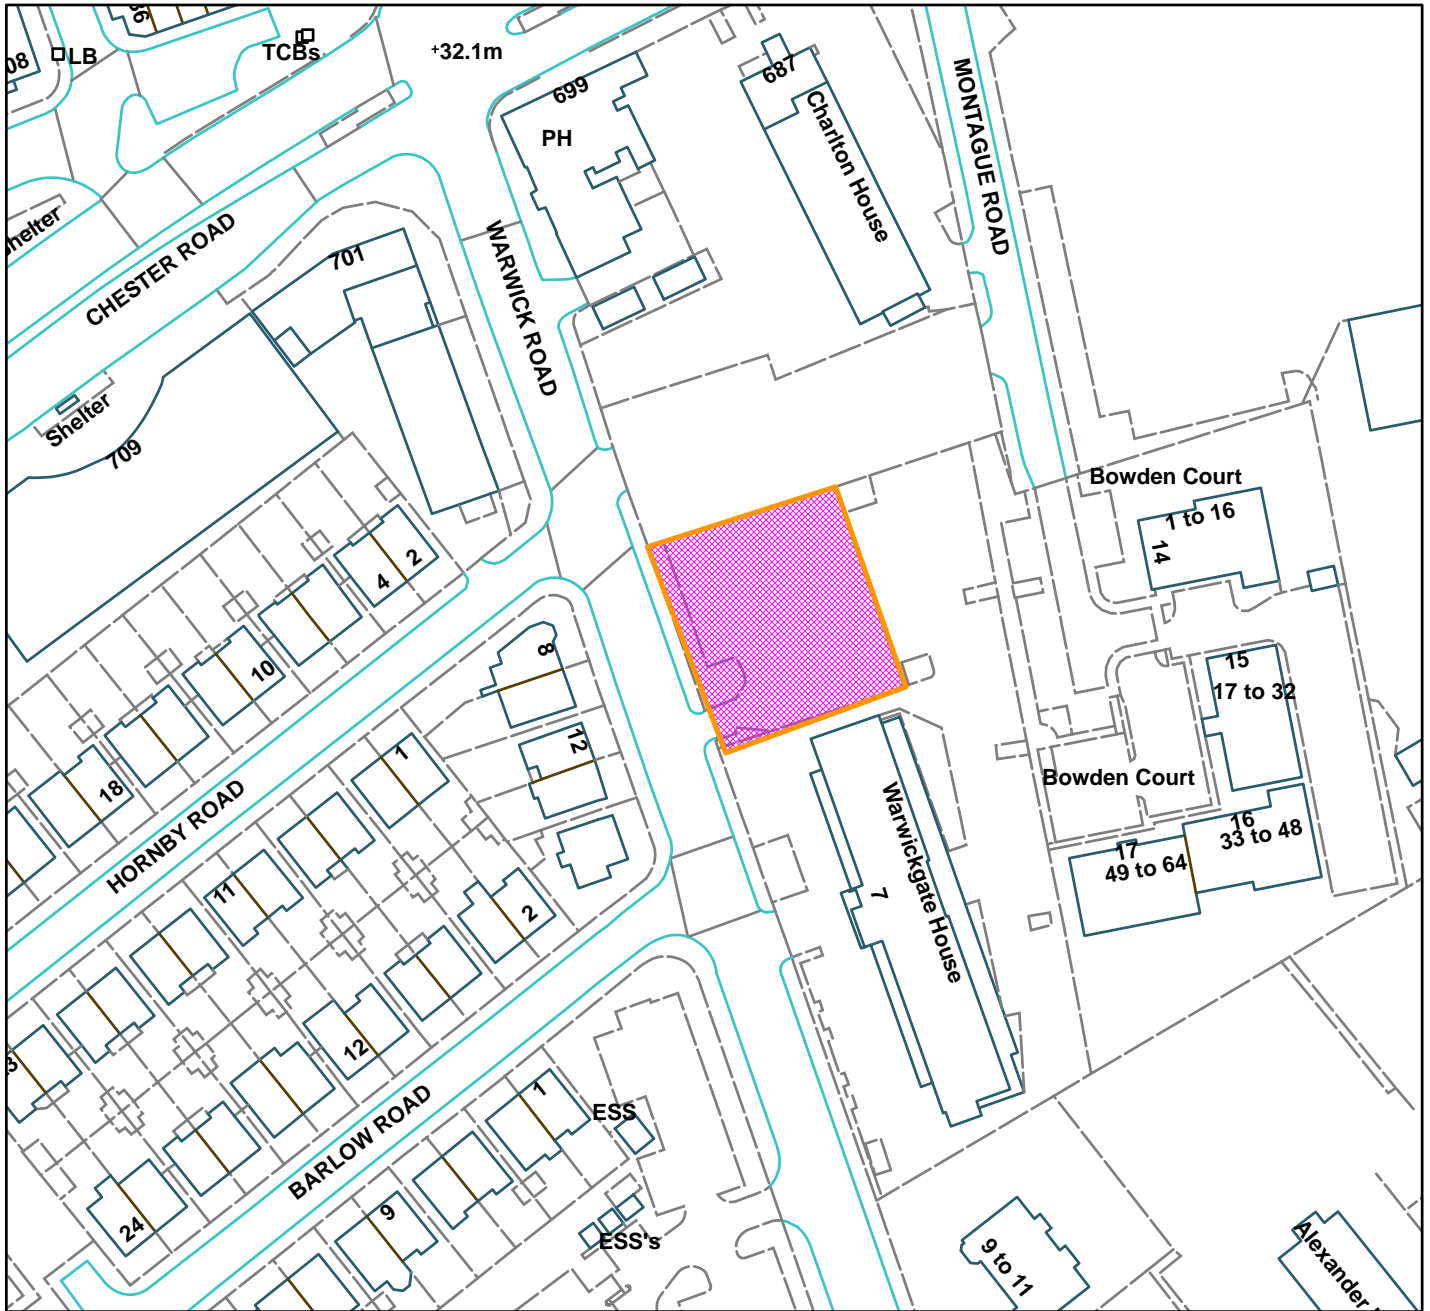 36
08
LB
TCBs
+32.1m
699
PH
687
Charlton House
MONTAGUE ROAD
Shelter
CHESTER ROAD
701
WARWICK ROAD
Shelter
709
Bowden Court
1 to 16
14
2
4
10
8
15
17 to 32
18
1
12
Bowden Court
HORNBY ROAD
16
33 to 48
17
49 to 64
11
7
Warwickgate House
2
12
3
BARLOW ROAD
1
ESS
24
9
ESS's
9 to 11
Alexander